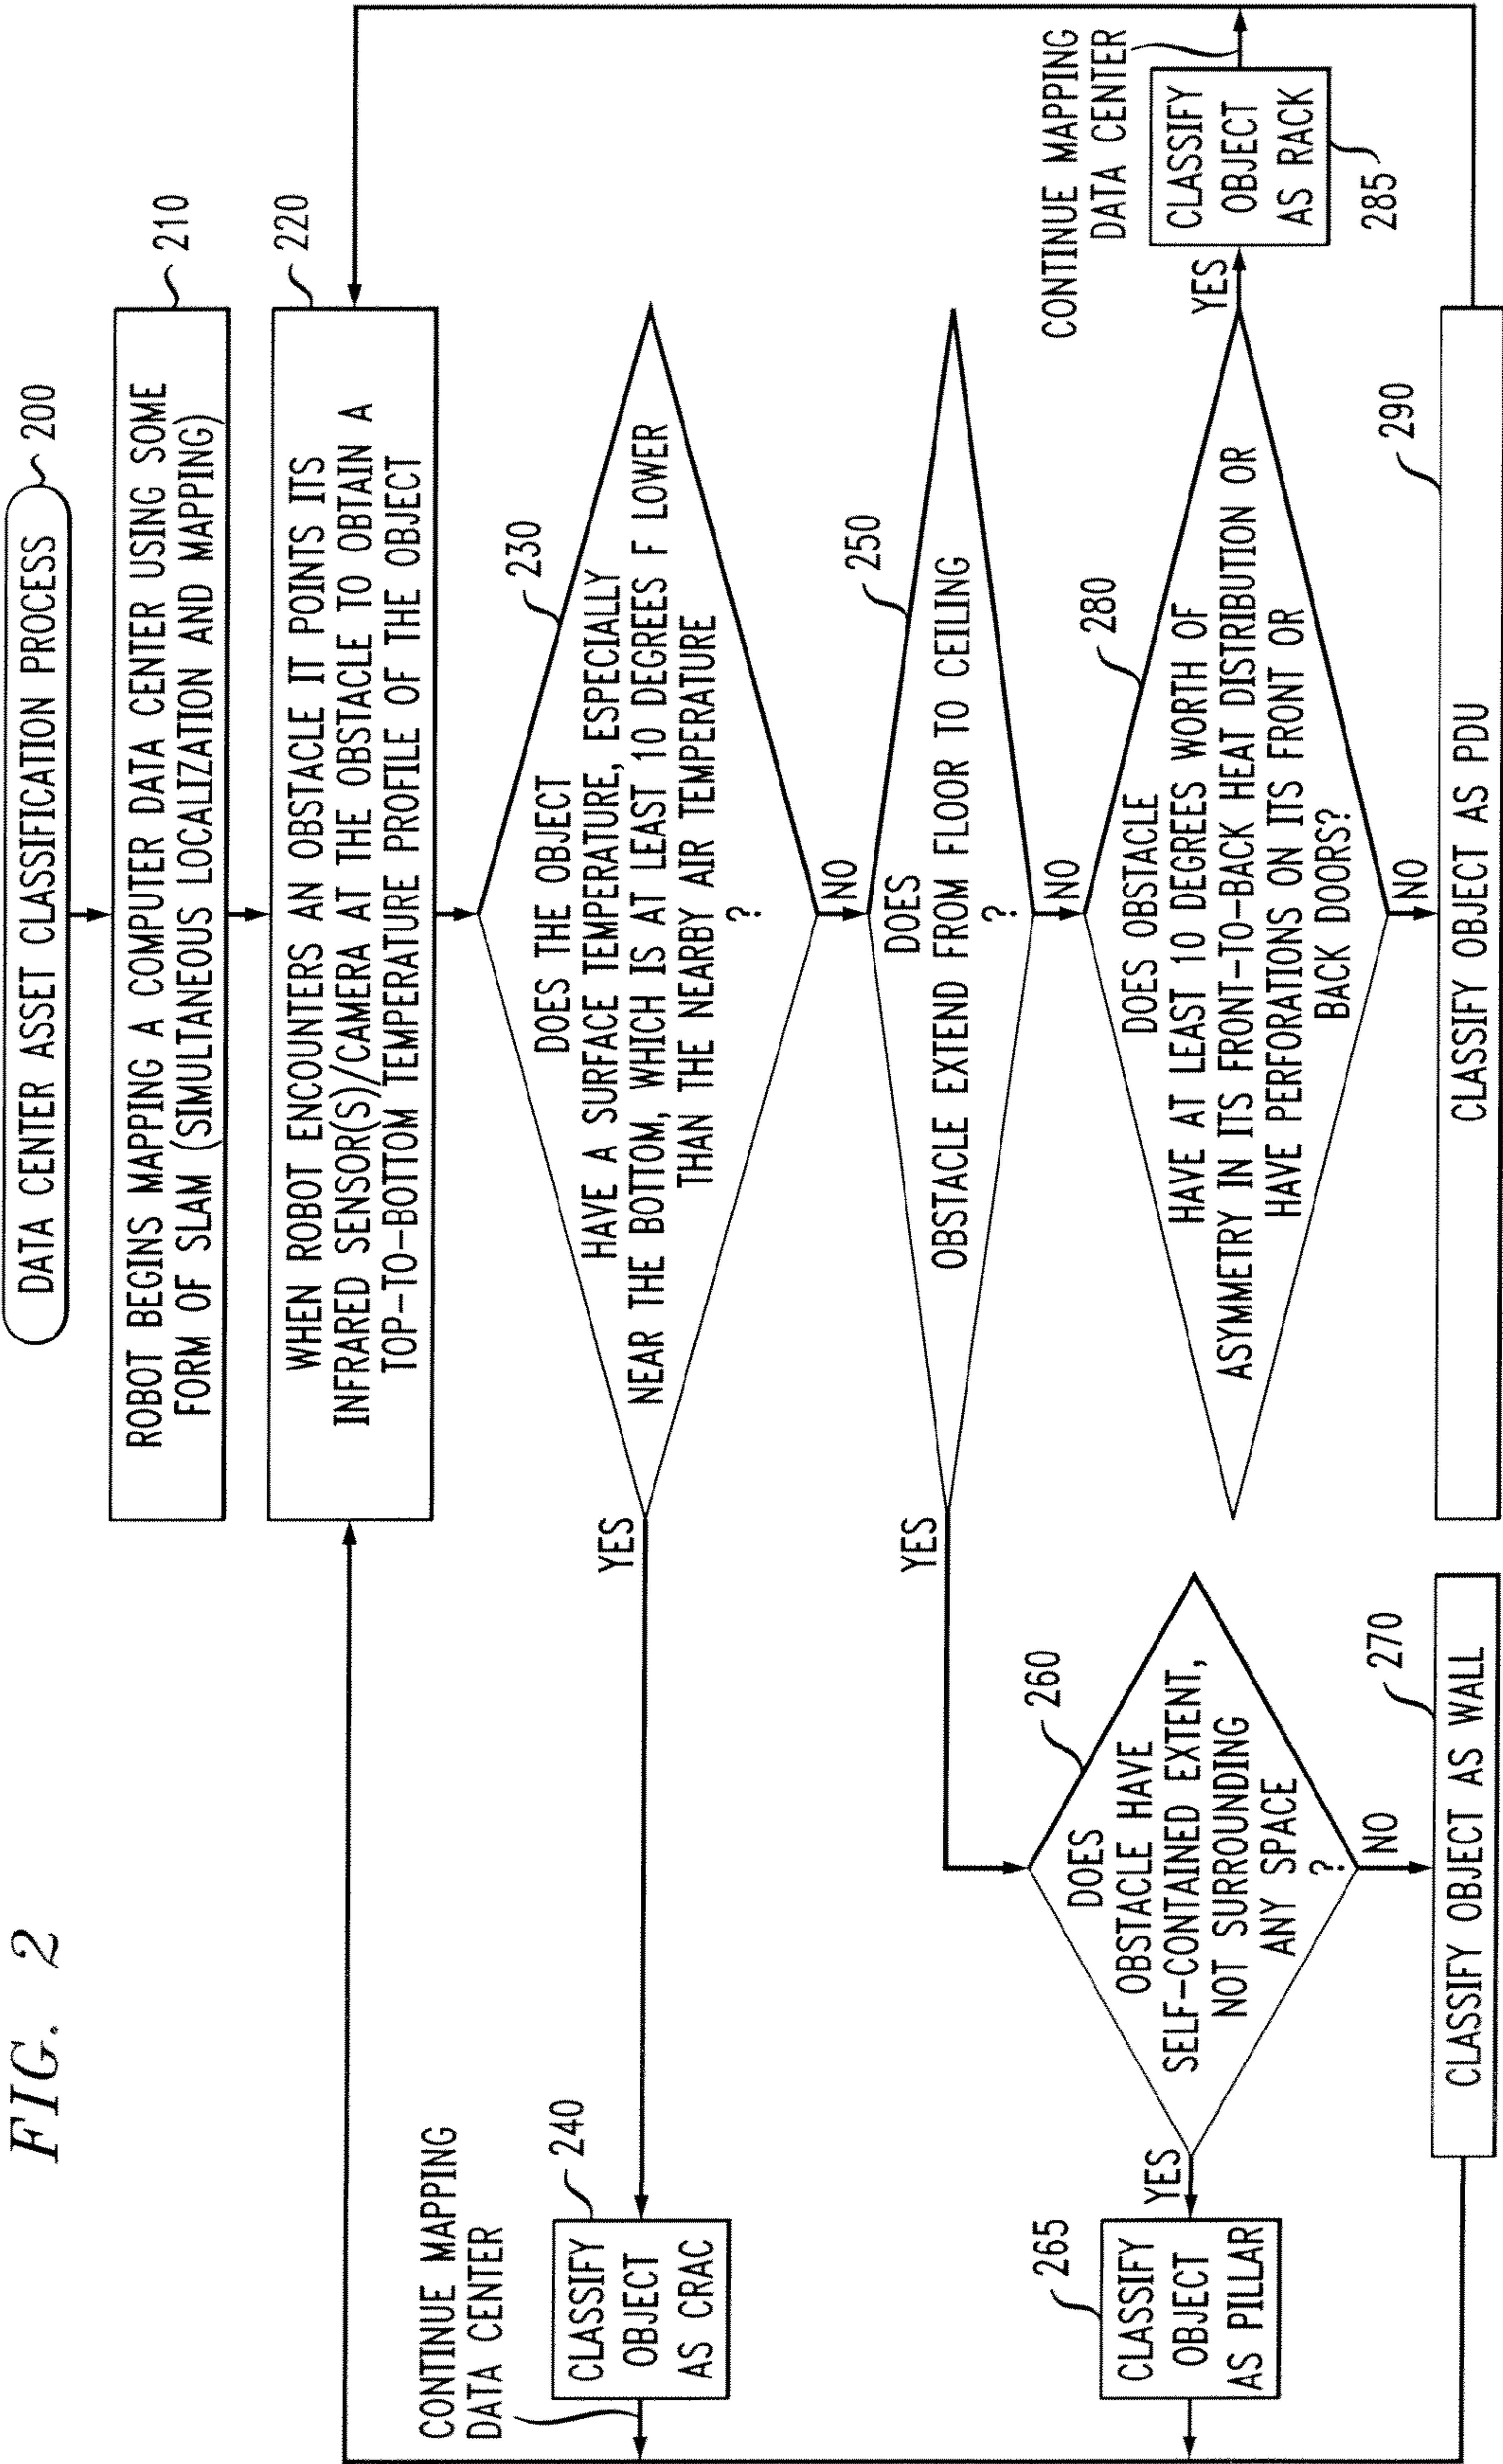 FIG. 2
DATA CENTER ASSET CLASSIFICATION PROCESS
200
ROBOT BEGINS MAPPING A COMPUTER DATA CENTER USING SOME
FORM OF SLAM (SIMULTANEOUS LOCALIZATION AND MAPPING)
210
WHEN ROBOT ENCOUNTERS AN OBSTACLE IT POINTS ITS
INFRARED SENSOR(S)/CAMERA AT THE OBSTACLE TO OBTAIN A
TOP-TO-BOTTOM TEMPERATURE PROFILE OF THE OBJECT
220
DOES THE OBJECT
HAVE A SURFACE TEMPERATURE, ESPECIALLY
NEAR THE BOTTOM, WHICH IS AT LEAST 10 DEGREES F LOWER
THAN THE NEARBY AIR TEMPERATURE
?
230
YES
NO
CONTINUE MAPPING
DATA CENTER
CLASSIFY
OBJECT
AS CRAC
240
DOES
OBSTACLE EXTEND FROM FLOOR TO CEILING
?
250
YES
NO
DOES
OBSTACLE HAVE
SELF-CONTAINED EXTENT,
NOT SURROUNDING
ANY SPACE
?
260
YES
NO
CLASSIFY
OBJECT
AS PILLAR
265
CLASSIFY OBJECT AS WALL
270
DOES OBSTACLE
HAVE AT LEAST 10 DEGREES WORTH OF
ASYMMETRY IN ITS FRONT-TO-BACK HEAT DISTRIBUTION OR
HAVE PERFORATIONS ON ITS FRONT OR
BACK DOORS?
280
YES
NO
CONTINUE MAPPING
DATA CENTER
CLASSIFY
OBJECT
AS RACK
285
CLASSIFY OBJECT AS PDU
290